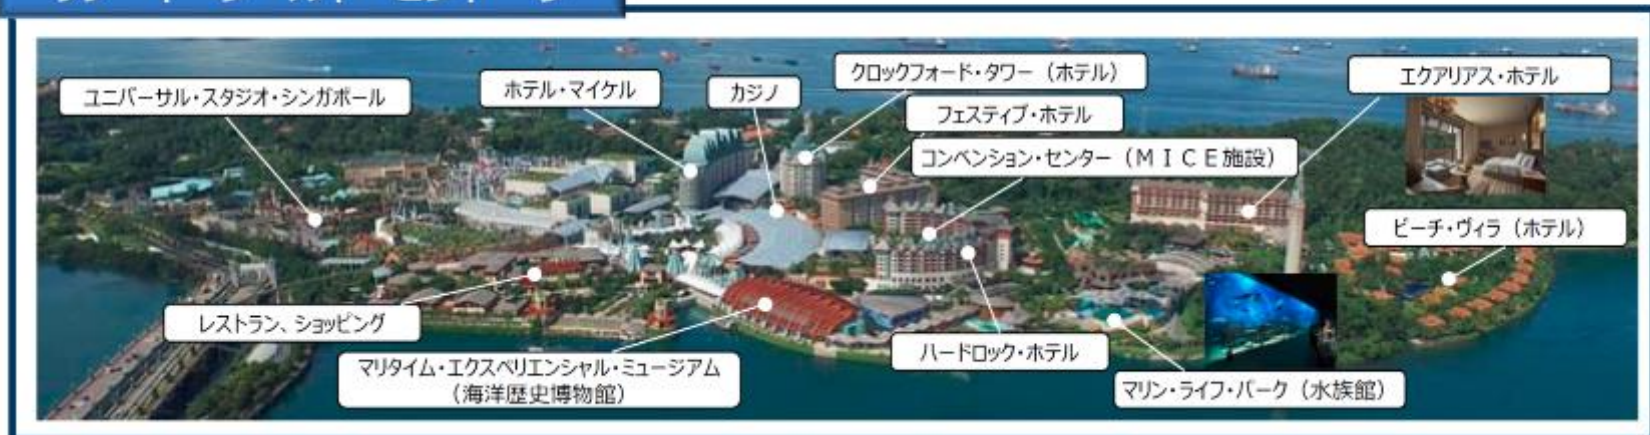 ユニバーサル・スタジオ・シンガポール
ホテル・マイケル
カジノ
クロックフォード・タワー（ホテル）
フェスティブ・ホテル
コンベンション・センター（ＭＩＣＥ施設）
エクアリアス・ホテル
ビーチ・ヴィラ（ホテル）
レストラン、ショッピング
マリタイム・エクスペリエンシャル・ミュージアム
（海洋歴史博物館）
ハードロック・ホテル
マリン・ライフ・パーク（水族館）